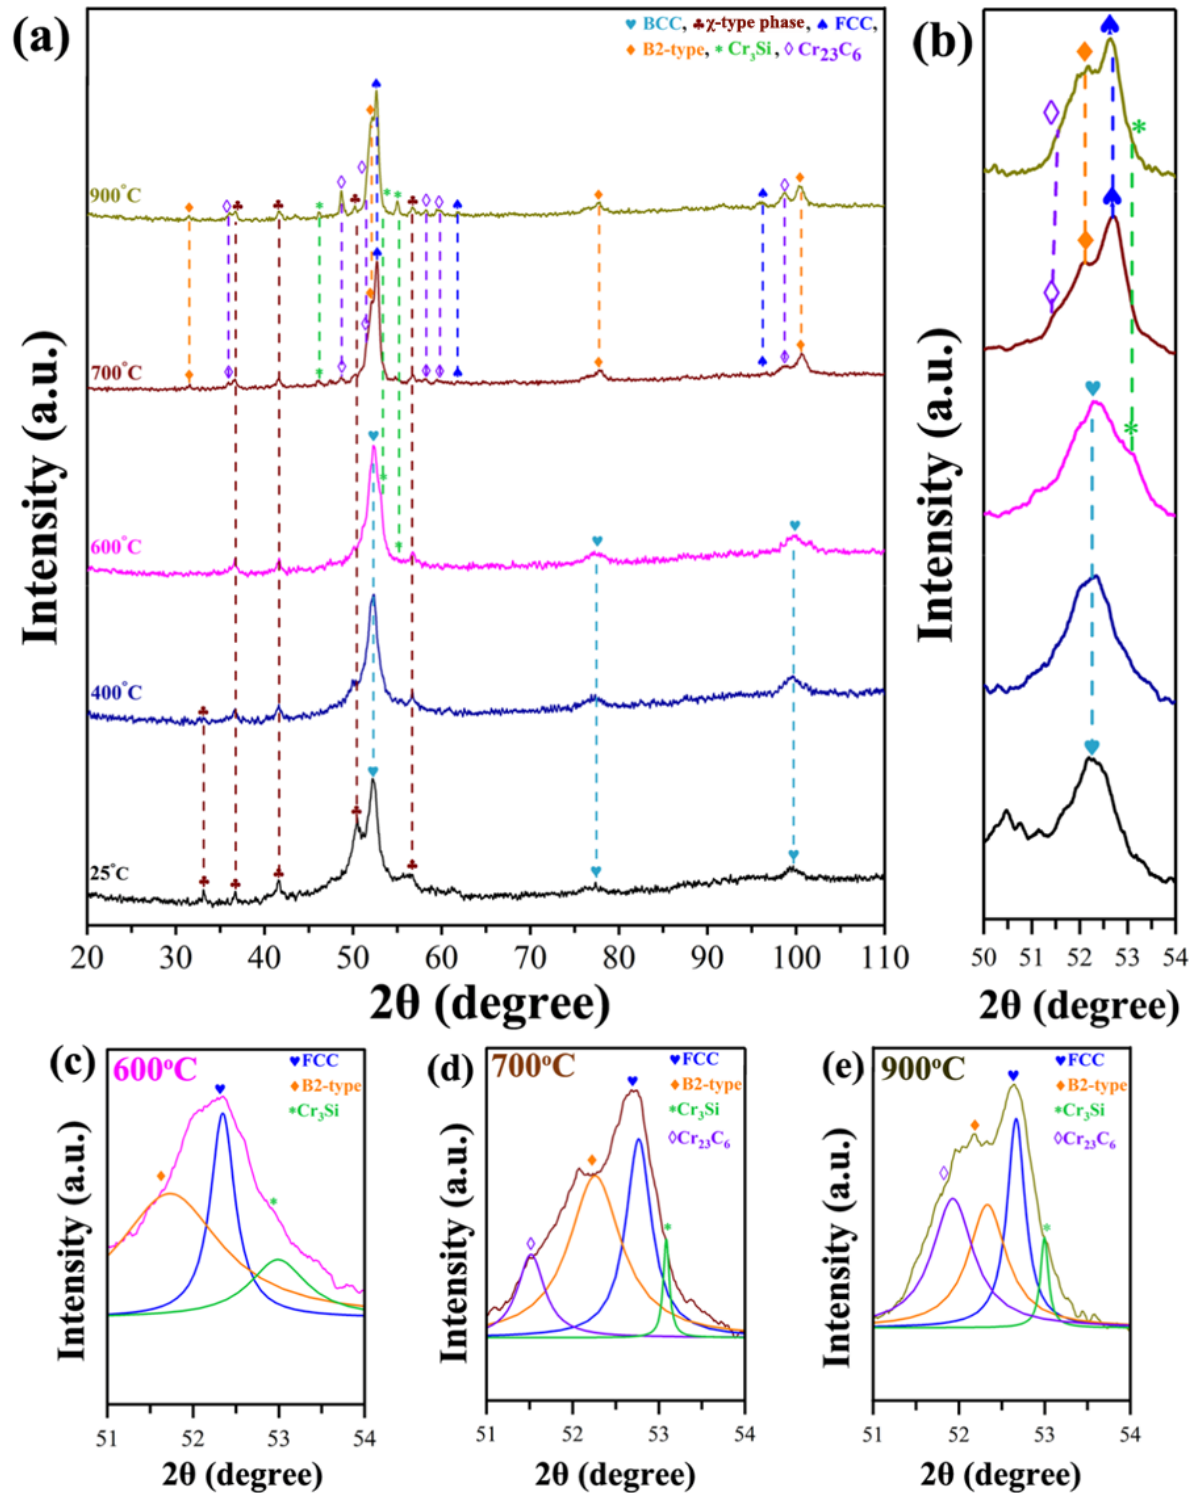 (a)
♥ BCC, ♣χ-type phase, ♠ FCC,
♦ B2-type, * Cr₃Si, ◊ Cr₂₃C₆
900°C
700°C
600°C
400°C
25°C
Intensity (a.u.)
20 30 40 50 60 70 80 90 100 110
2θ (degree)
(b)
Intensity (a.u.)
50 51 52 53 54
2θ (degree)
(c)
600°C
♥FCC
♦B2-type
*Cr₃Si
Intensity (a.u.)
51 52 53 54
2θ (degree)
(d)
700°C
♥FCC
♦B2-type
*Cr₃Si
◊Cr₂₃C₆
Intensity (a.u.)
51 52 53 54
2θ (degree)
(e)
900°C
♥FCC
♦B2-type
*Cr₃Si
◊Cr₂₃C₆
Intensity (a.u.)
51 52 53 54
2θ (degree)